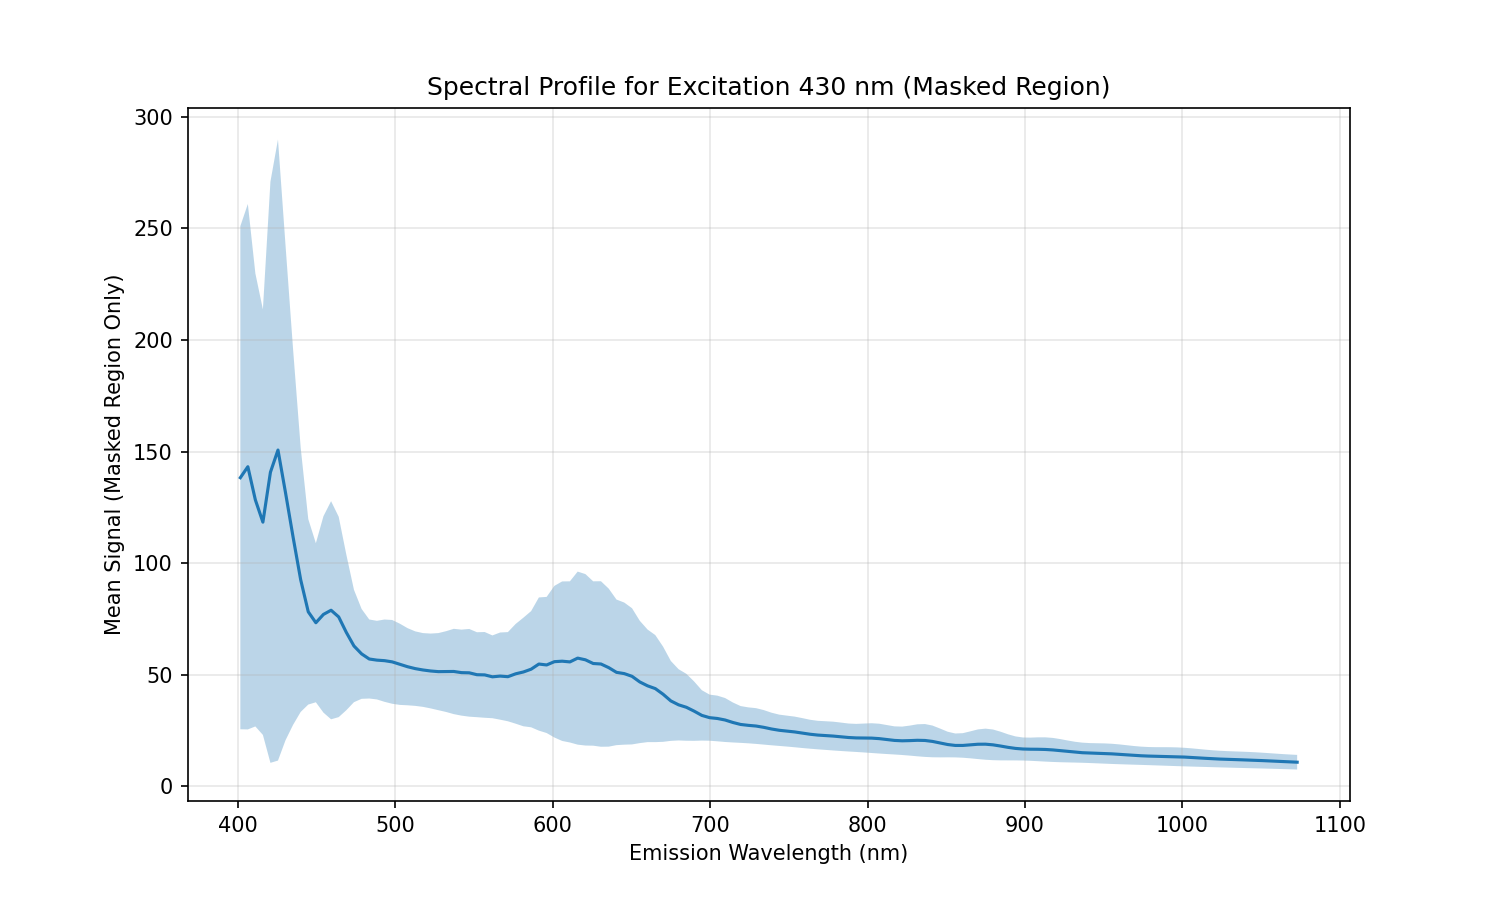 Spectral Profile for Excitation 430 nm (Masked Region)
300
250
200
150
100
50
0
Mean Signal (Masked Region Only)
400 500 600 700 800 900 1000 1100
Emission Wavelength (nm)